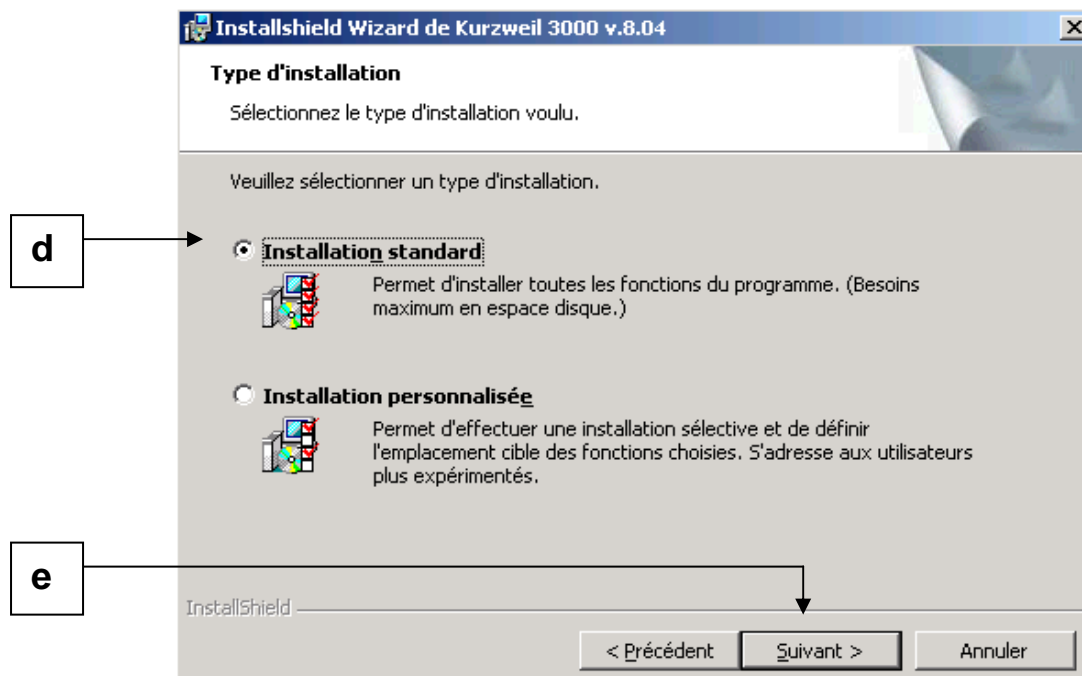 Installshield Wizard de Kurzweil 3000 v.8.04
Type d'installation
Sélectionnez le type d'installation voulu.
Veuillez sélectionner un type d'installation.
d
Installation standard
Permet d'installer toutes les fonctions du programme. (Besoins
maximum en espace disque.)
Installation personnalisée
Permet d'effectuer une installation sélective et de définir
l'emplacement cible des fonctions choisies. S'adresse aux utilisateurs
plus expérimentés.
e
InstallShield
< Précédent
Suivant >
Annuler